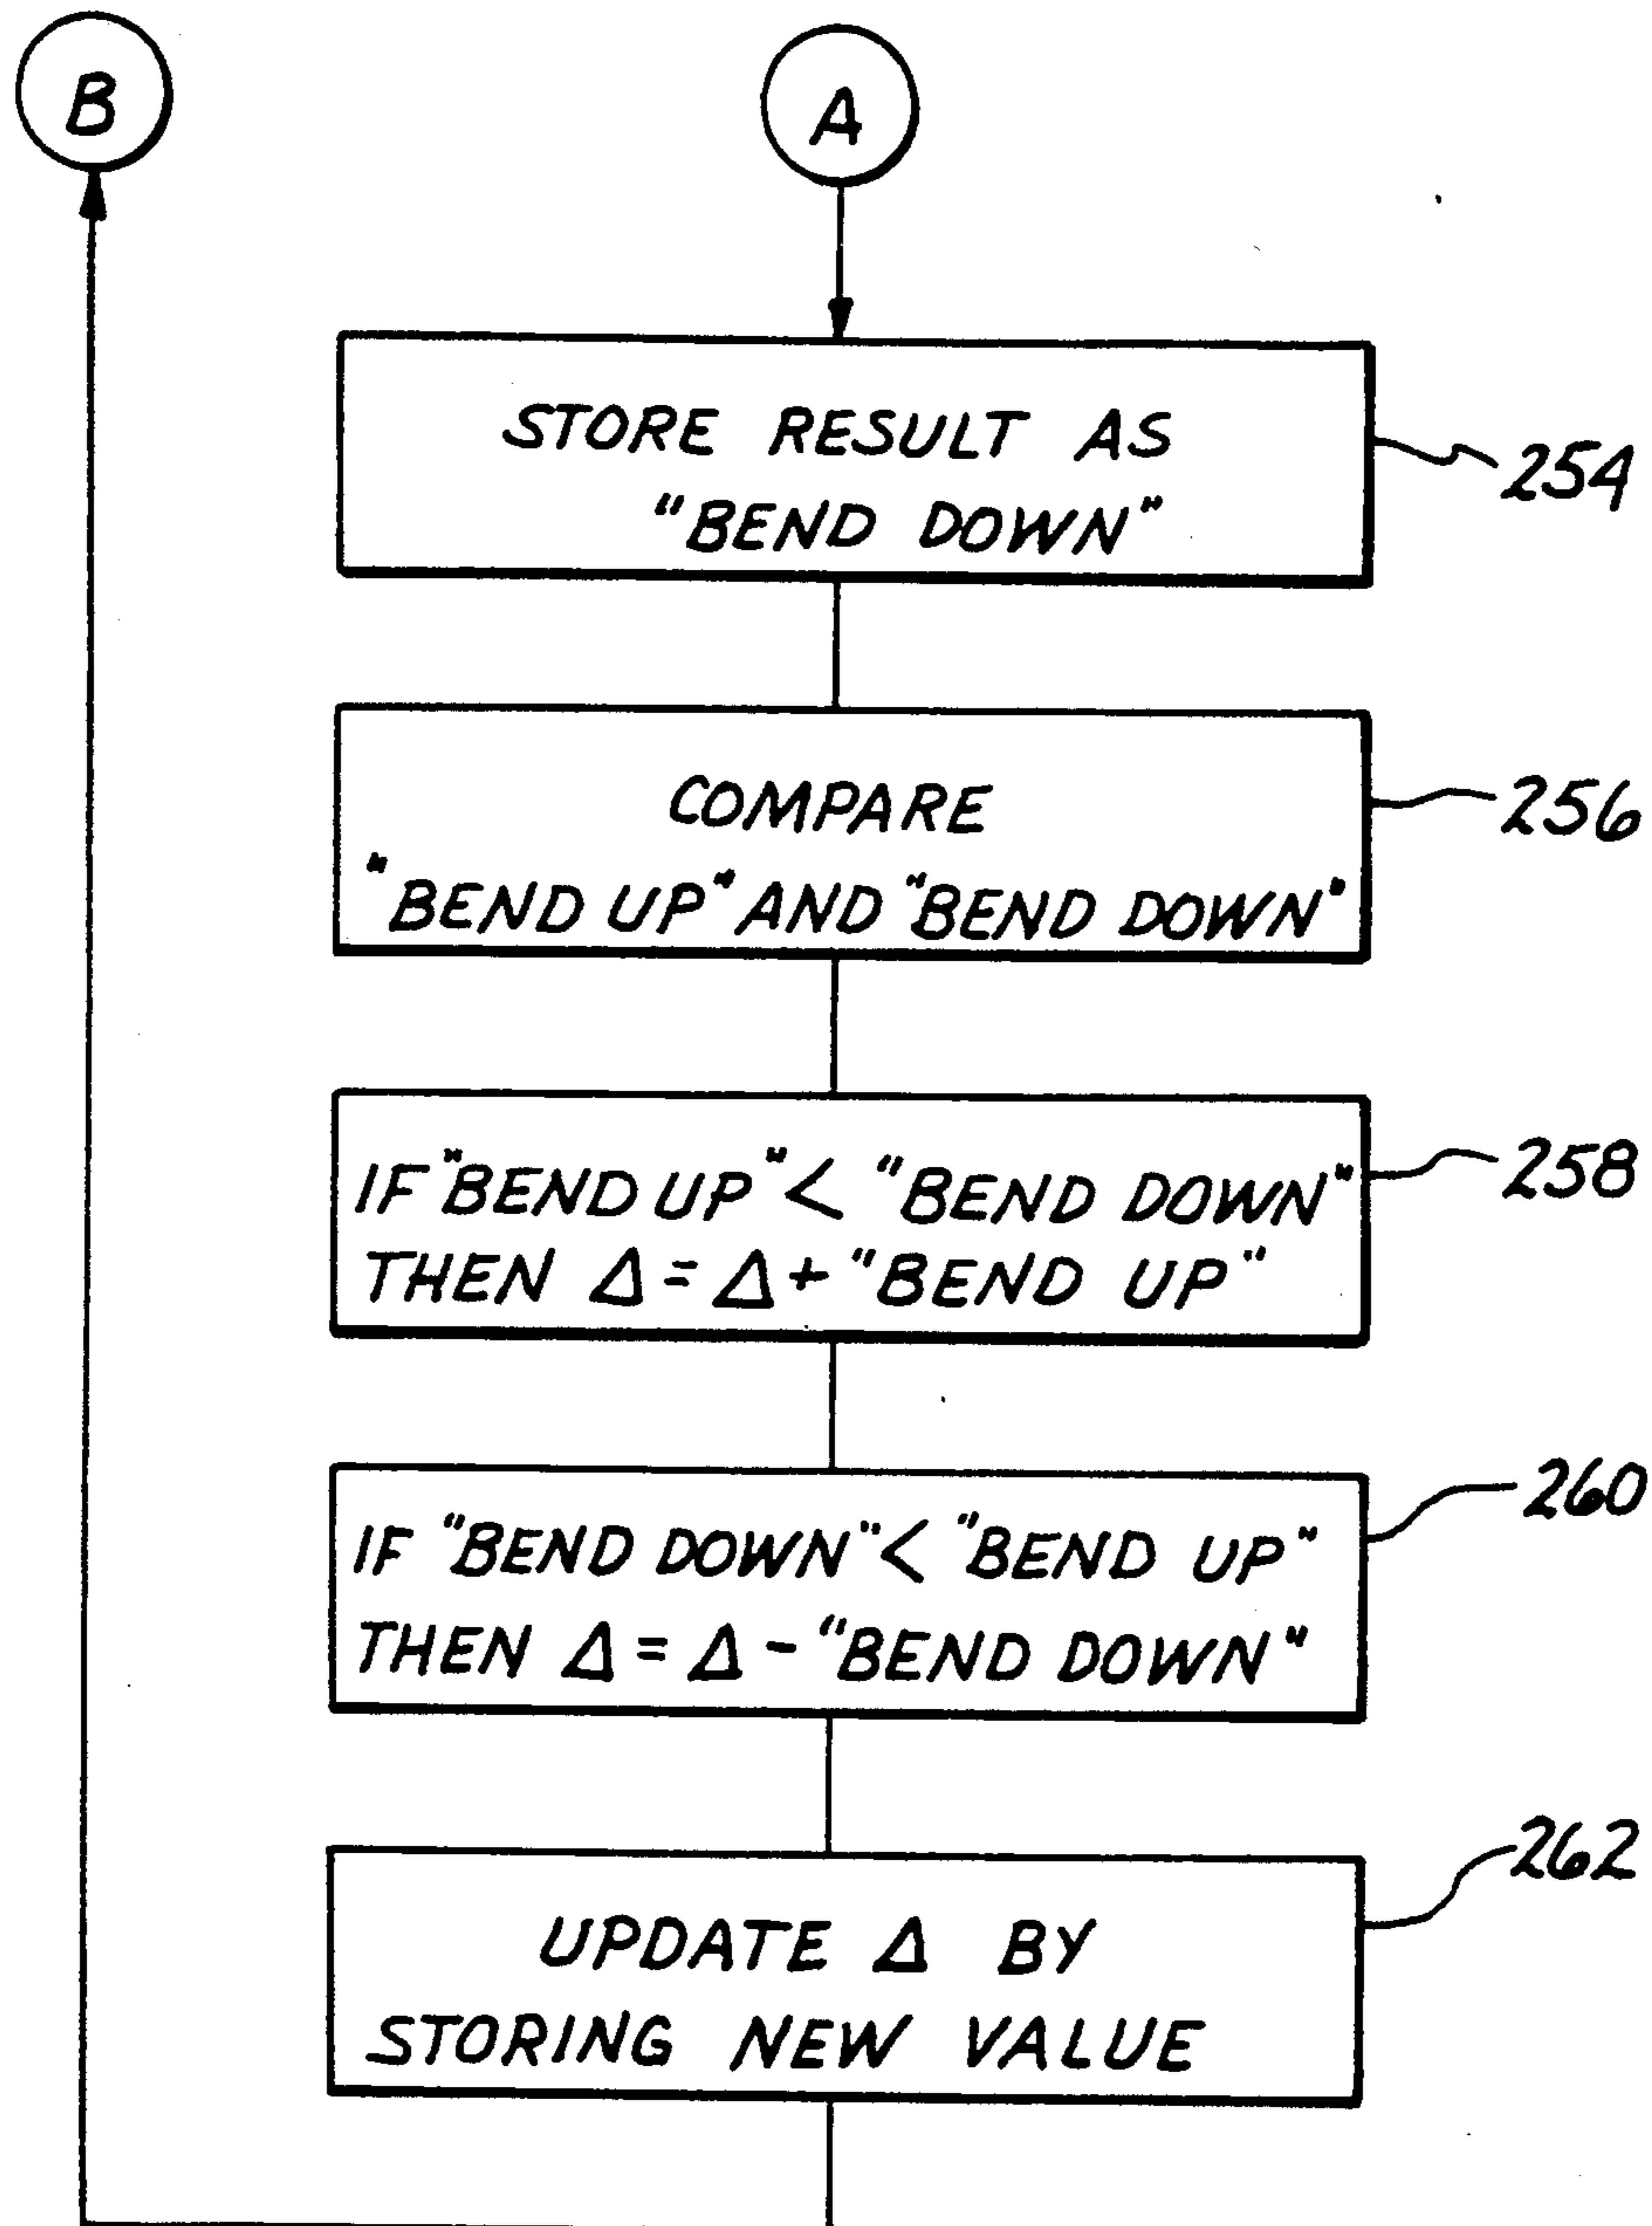 B
A
STORE RESULT AS
"BEND DOWN"
254
COMPARE
"BEND UP" AND "BEND DOWN"
256
IF "BEND UP" < "BEND DOWN"
THEN Δ = Δ + "BEND UP"
258
IF "BEND DOWN" < "BEND UP"
THEN Δ = Δ - "BEND DOWN"
260
UPDATE Δ BY
STORING NEW VALUE
262